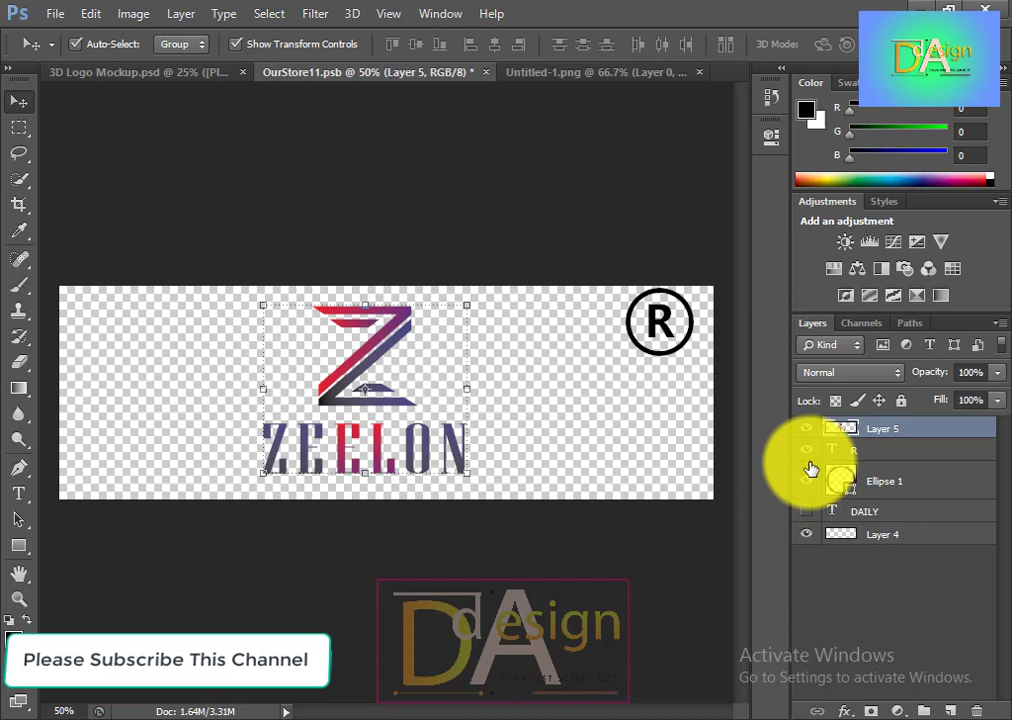 Ps File Edit Image Layer Type Select Filter 3D View Window Help
Auto-Select: Group Show Transform Controls 3D Mode:
3D Logo Mockup.psd @ 25% ([Pl... × OurStore11.psb @ 50% (Layer 5, RGB/8) * × Untitled-1.png @ 66.7% (Layer 0, ... ×
DA design
Color
R 0
G 0
B 0
Adjustments Styles
Add an adjustment
Layers Channels Paths
Kind
Normal Opacity: 100%
Lock: Fill: 100%
Layer 5
T R
Ellipse 1
T DAILY
Layer 4
®
Z
ZEELON
DA design
Please Subscribe This Channel
Activate Windows
Go to Settings to activate Windows.
50% Doc: 1.64M/3.31M
fx